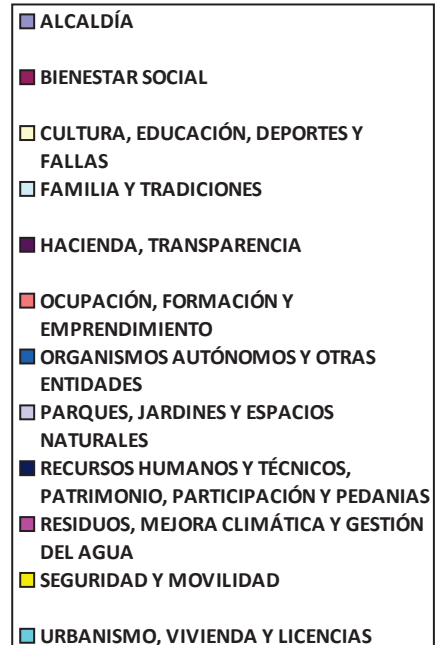 ALCALDÍA
BIENESTAR SOCIAL
CULTURA, EDUCACIÓN, DEPORTES Y
FALLAS
FAMILIA Y TRADICIONES
HACIENDA, TRANSPARENCIA
OCUPACIÓN, FORMACIÓN Y
EMPRENDIMIENTO
ORGANISMOS AUTÓNOMOS Y OTRAS
ENTIDADES
PARQUES, JARDINES Y ESPACIOS
NATURALES
RECURSOS HUMANOS Y TÉCNICOS,
PATRIMONIO, PARTICIPACIÓN Y PEDANIAS
RESIDUOS, MEJORA CLIMÁTICA Y GESTIÓN
DEL AGUA
SEGURIDAD Y MOVILIDAD
URBANISMO, VIVIENDA Y LICENCIAS